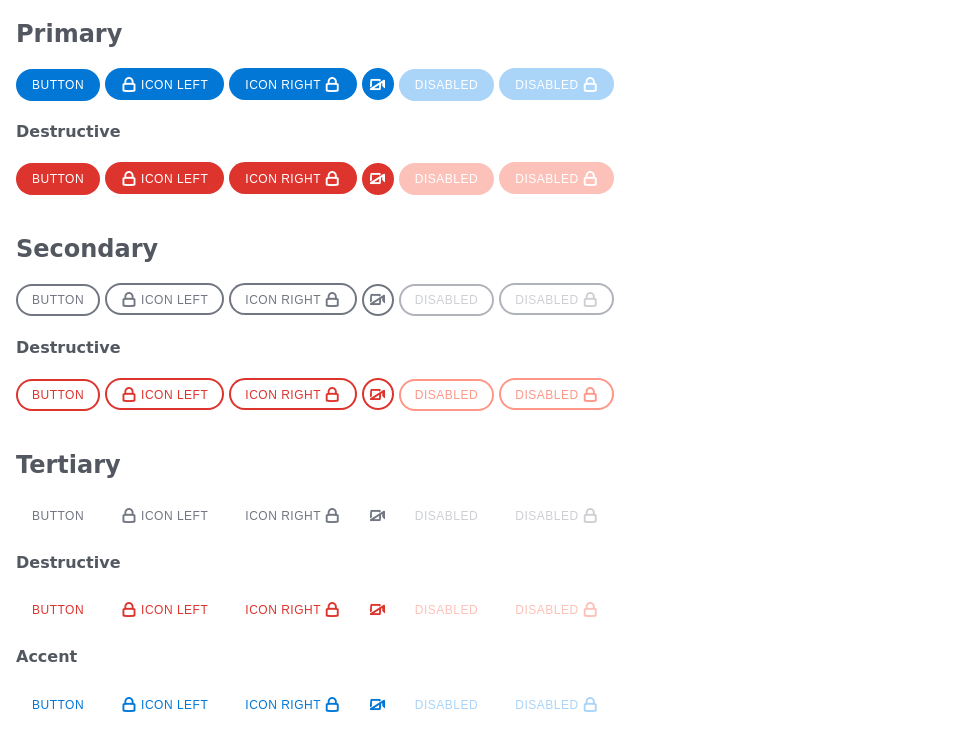 Primary
BUTTON ICON LEFT ICON RIGHT DISABLED DISABLED
Destructive
BUTTON ICON LEFT ICON RIGHT DISABLED DISABLED
Secondary
BUTTON ICON LEFT ICON RIGHT DISABLED DISABLED
Destructive
BUTTON ICON LEFT ICON RIGHT DISABLED DISABLED
Tertiary
BUTTON ICON LEFT ICON RIGHT DISABLED DISABLED
Destructive
BUTTON ICON LEFT ICON RIGHT DISABLED DISABLED
Accent
BUTTON ICON LEFT ICON RIGHT DISABLED DISABLED